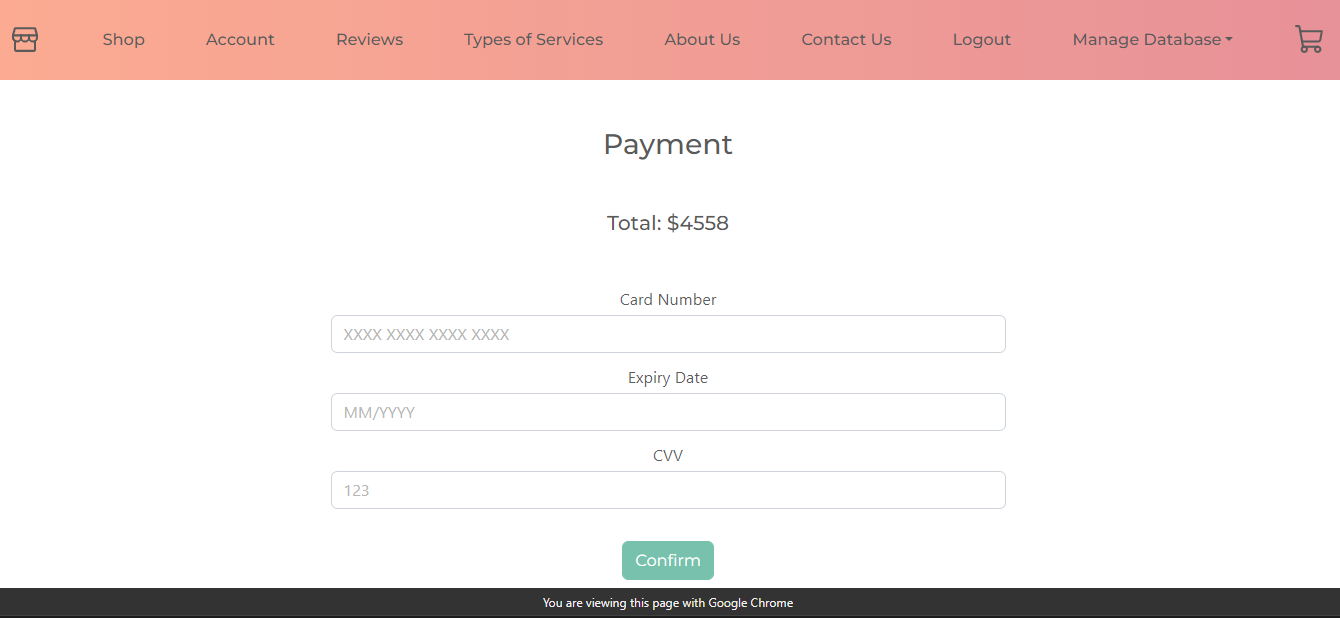 Shop Account Reviews Types of Services About Us Contact Us Logout Manage Database
Payment
Total: $4558
Card Number
XXXX XXXX XXXX XXXX
Expiry Date
MM/YYYY
CVV
123
Confirm
You are viewing this page with Google Chrome